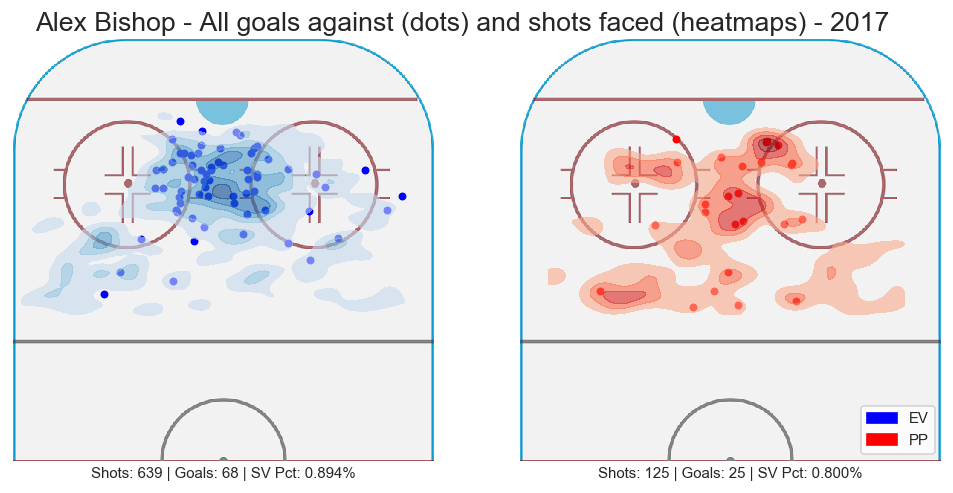 Alex Bishop - All goals against (dots) and shots faced (heatmaps) - 2017
EV
PP
Shots: 639 | Goals: 68 | SV Pct: 0.894%
Shots: 125 | Goals: 25 | SV Pct: 0.800%